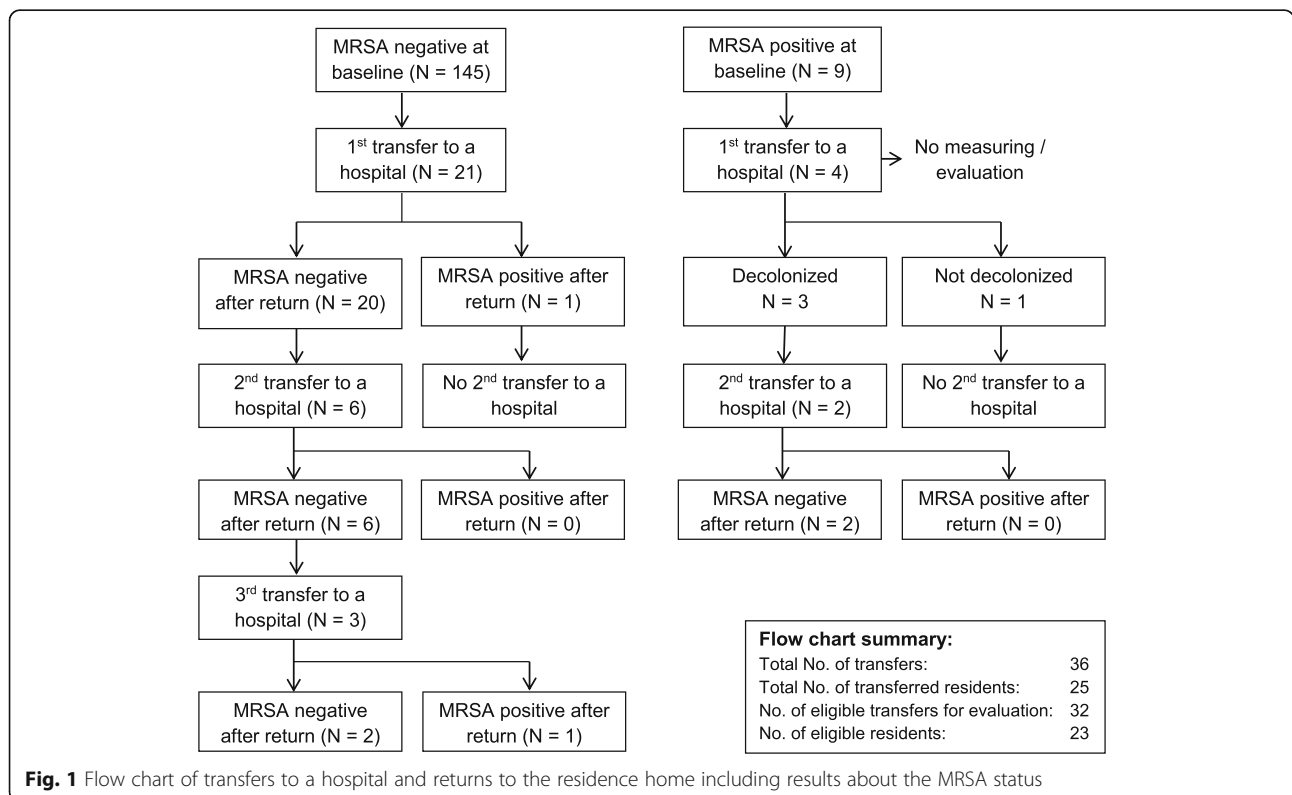 MRSA negative at
baseline (N = 145)
MRSA positive at
baseline (N = 9)
1st transfer to a
hospital (N = 21)
1st transfer to a
hospital (N = 4)
No measuring /
evaluation
MRSA negative
after return (N = 20)
MRSA positive after
return (N = 1)
Decolonized
N = 3
Not decolonized
N = 1
2nd transfer to a
hospital (N = 6)
No 2nd transfer to a
hospital
2nd transfer to a
hospital (N = 2)
No 2nd transfer to a
hospital
MRSA negative
after return (N = 6)
MRSA positive after
return (N = 0)
MRSA negative
after return (N = 2)
MRSA positive after
return (N = 0)
3rd transfer to a
hospital (N = 3)
MRSA negative
after return (N = 2)
MRSA positive after
return (N = 1)
Flow chart summary:
Total No. of transfers: 36
Total No. of transferred residents: 25
No. of eligible transfers for evaluation: 32
No. of eligible residents: 23
Fig. 1 Flow chart of transfers to a hospital and returns to the residence home including results about the MRSA status